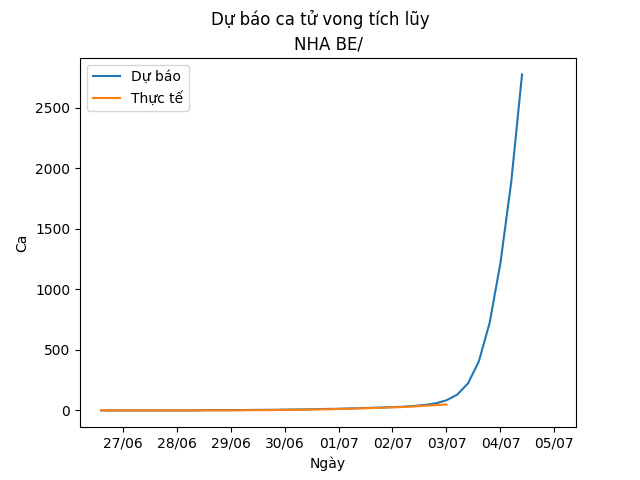 Dự báo ca tử vong tích lũy
NHA BE/
Dự báo
Thực tế
2500
2000
1500
1000
500
0
Ca
27/06 28/06 29/06 30/06 01/07 02/07 03/07 04/07 05/07
Ngày